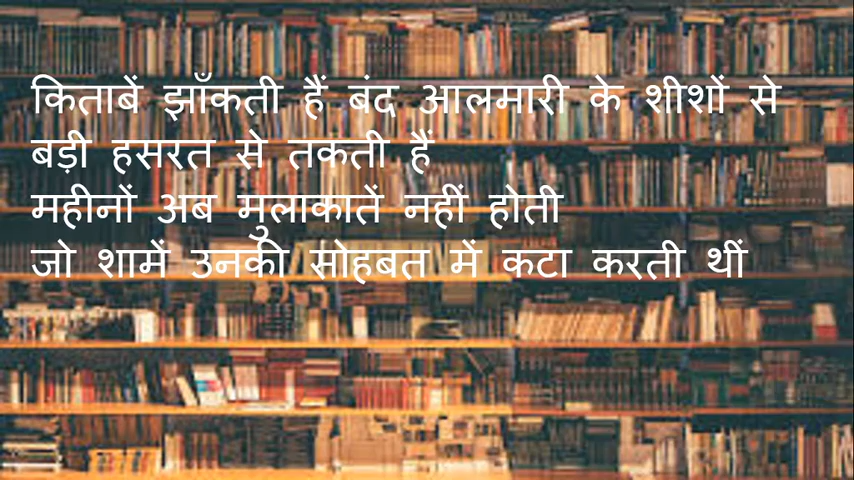 किताबें झाँकती हैं बंद आलमारी के शीशों से
बड़ी हसरत से तकती हैं
महीनों अब मुलाकातें नहीं होती
जो शामें उनकी सोहबत में कटा करती थीं